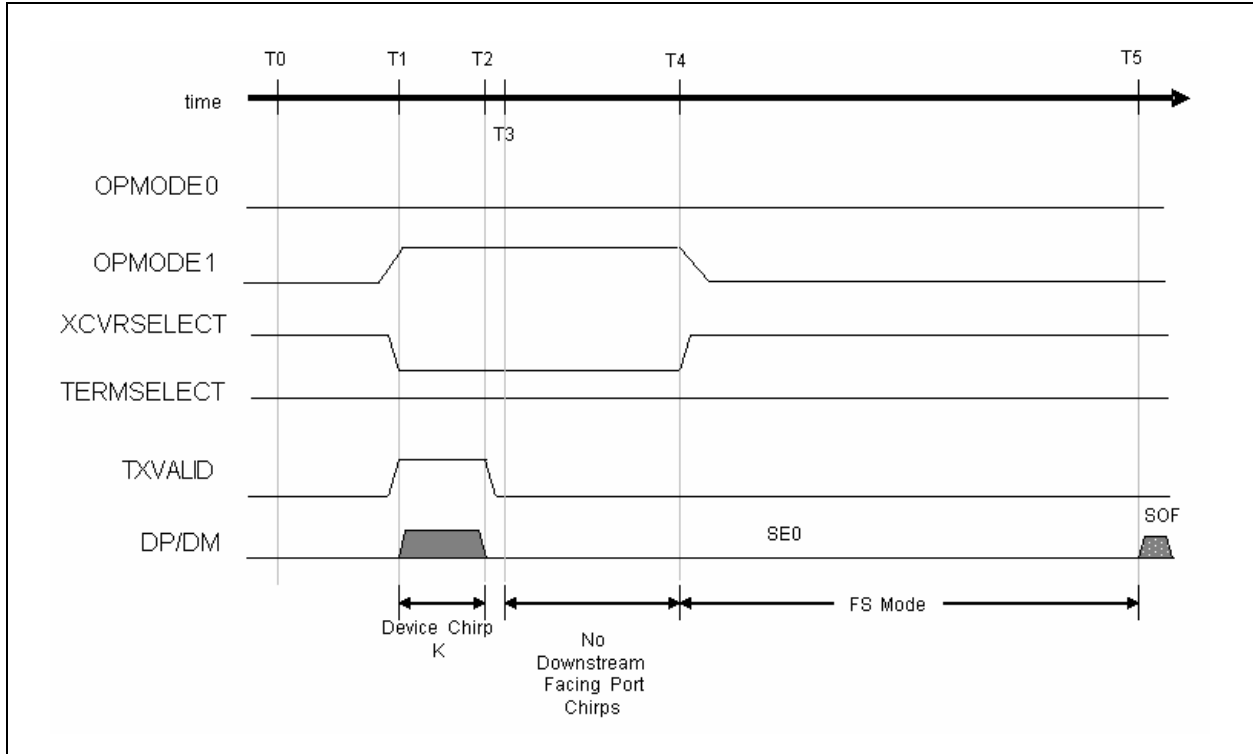 T0
T1
T2
T4
T5
time
T3
OPMODE0
OPMODE1
XCVRSELECT
TERMSELECT
TXVALID
DP/DM
SE0
SOF
Device Chirp
K
No
Downstream
Facing Port
Chirps
FS Mode